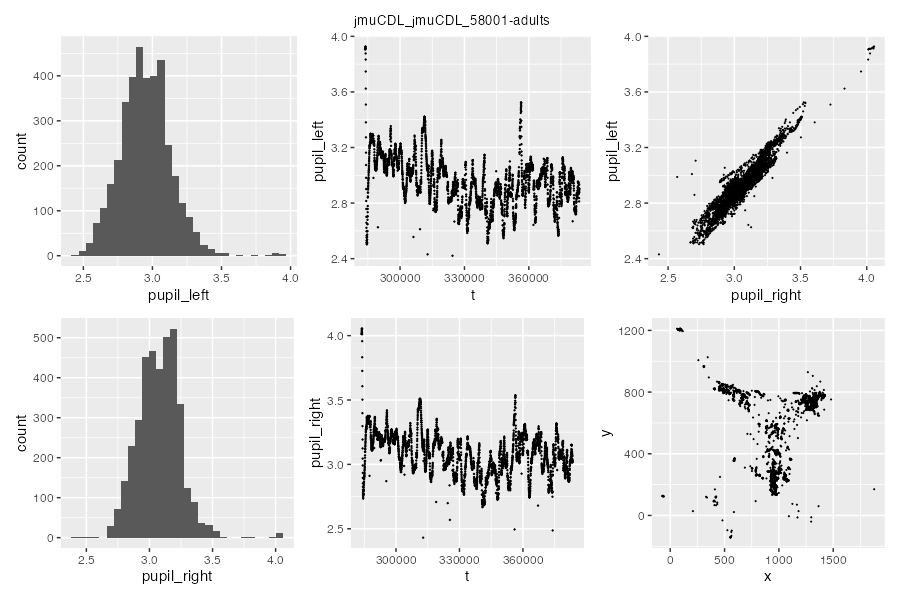 jmuCDL_jmuCDL_58001-adults
count
400
300
200
100
0
2.5 3.0 3.5 4.0
pupil_left
pupil_left
4.0
3.6
3.2
2.8
2.4
300000 330000 360000
t
pupil_left
4.0
3.6
3.2
2.8
2.4
2.5 3.0 3.5 4.0
pupil_right
count
500
400
300
200
100
0
2.5 3.0 3.5 4.0
pupil_right
pupil_right
4.0
3.5
3.0
2.5
300000 330000 360000
t
y
1200
800
400
0
0 500 1000 1500
x